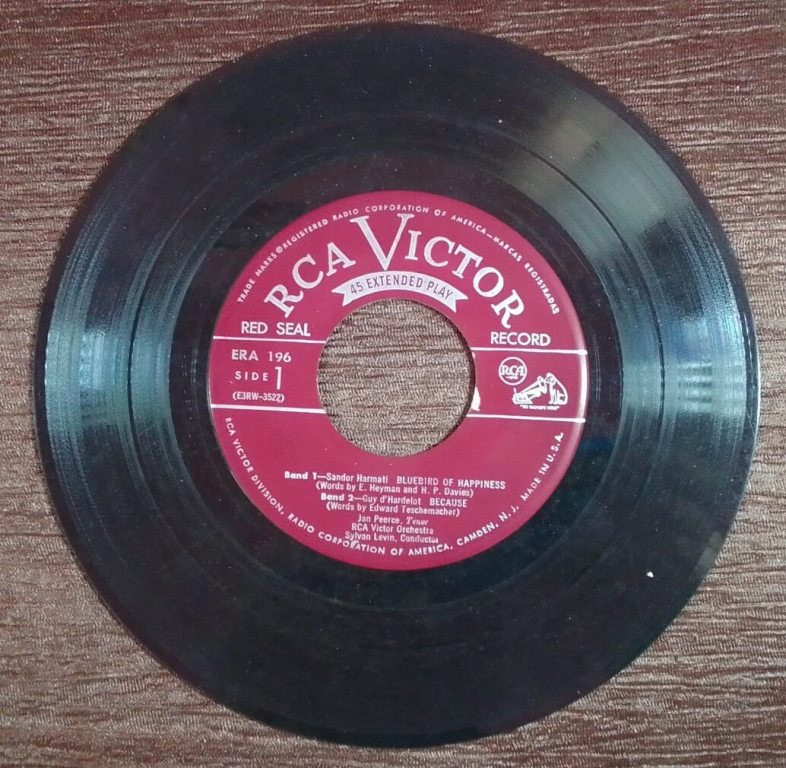 TRADE MARKS ® REGISTERED RADIO CORPORATION OF AMERICA—MARCAS REGISTRADAS
RCA VICTOR
45 EXTENDED PLAY
RED SEAL RECORD
ERA 196
SIDE 1
(E3RW-3522)
RCA
"HIS MASTER'S VOICE"
Band 1—Sandor Harmati BLUEBIRD OF HAPPINESS
(Words by E. Heyman and H. P. Davies)
Band 2—Guy d'Hardelot BECAUSE
(Words by Edward Teschemacher)
Jan Peerce, Tenor
RCA Victor Orchestra
Sylvan Levin, Conductor
RCA VICTOR DIVISION, RADIO CORPORATION OF AMERICA, CAMDEN, N. J. MADE IN U.S.A.